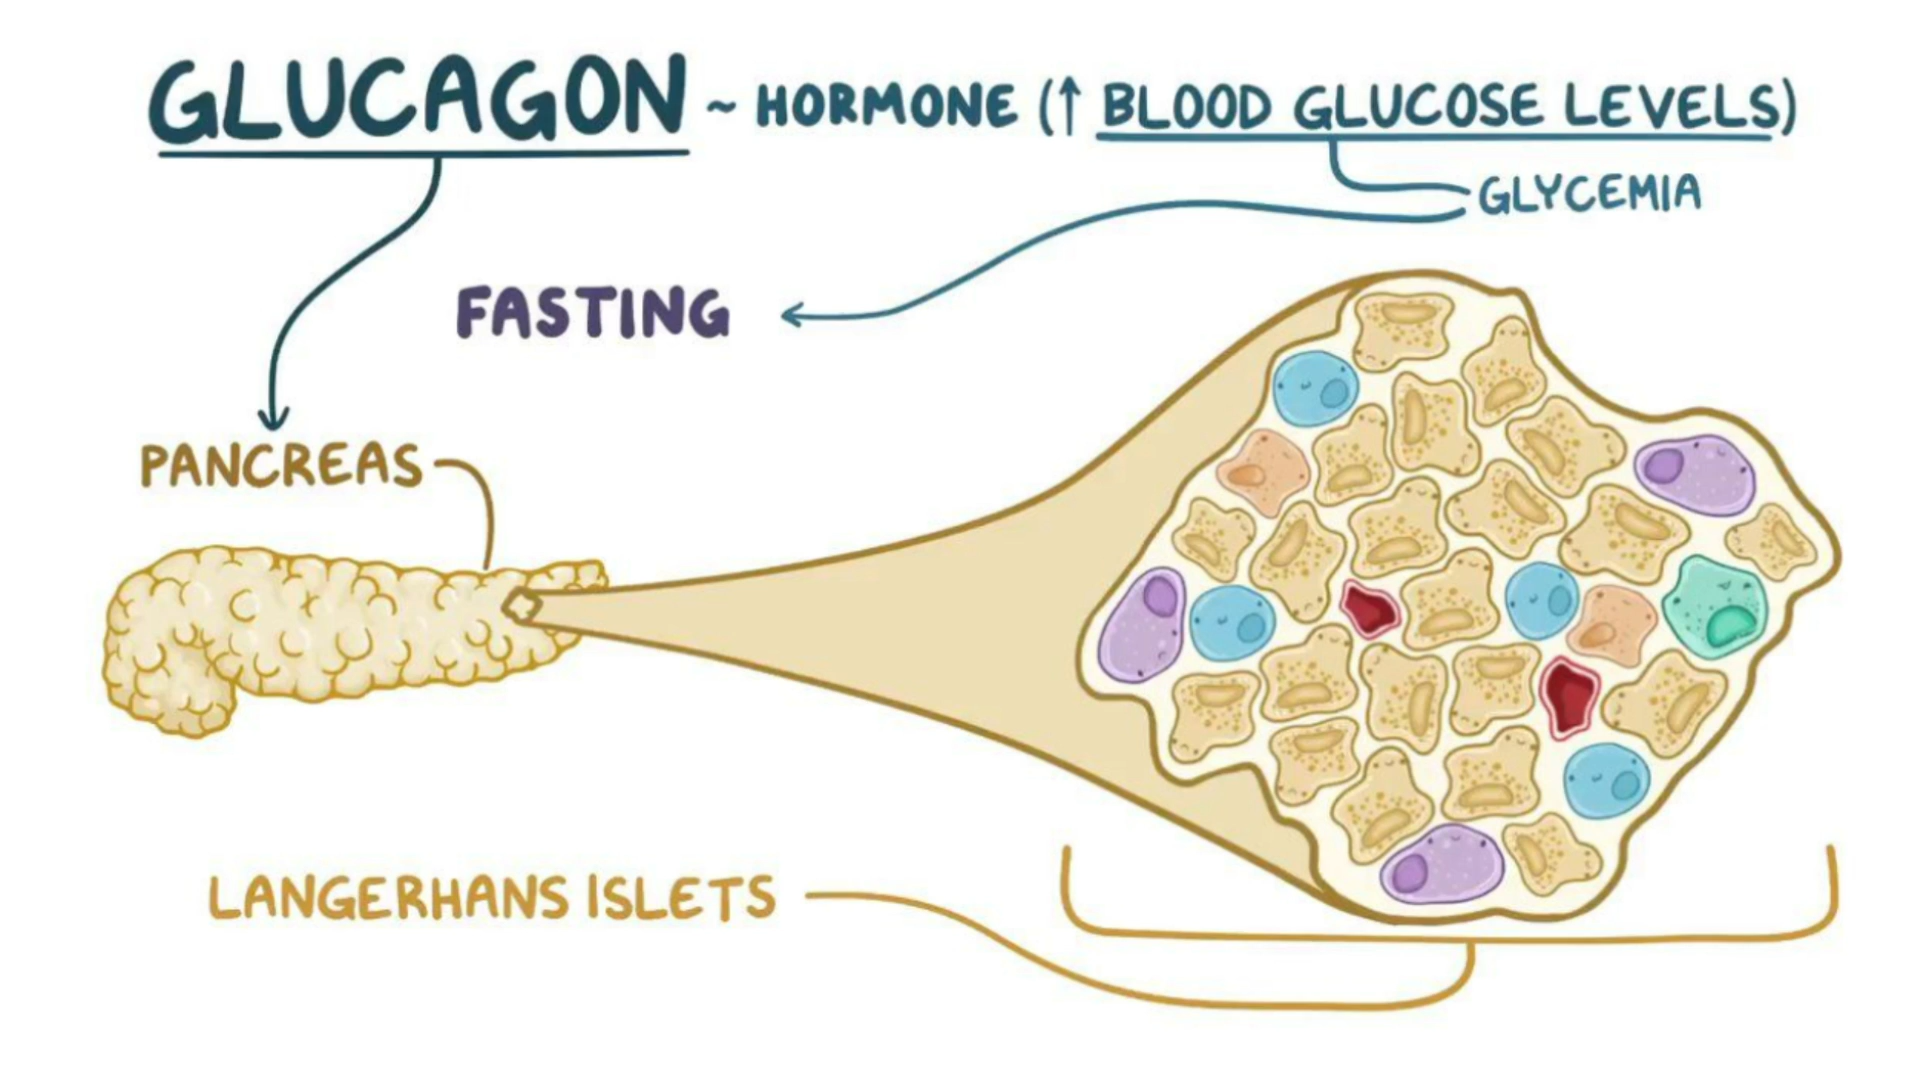 GLUCAGON ~ HORMONE (↑ BLOOD GLUCOSE LEVELS)
GLYCEMIA
FASTING
PANCREAS
LANGERHANS ISLETS